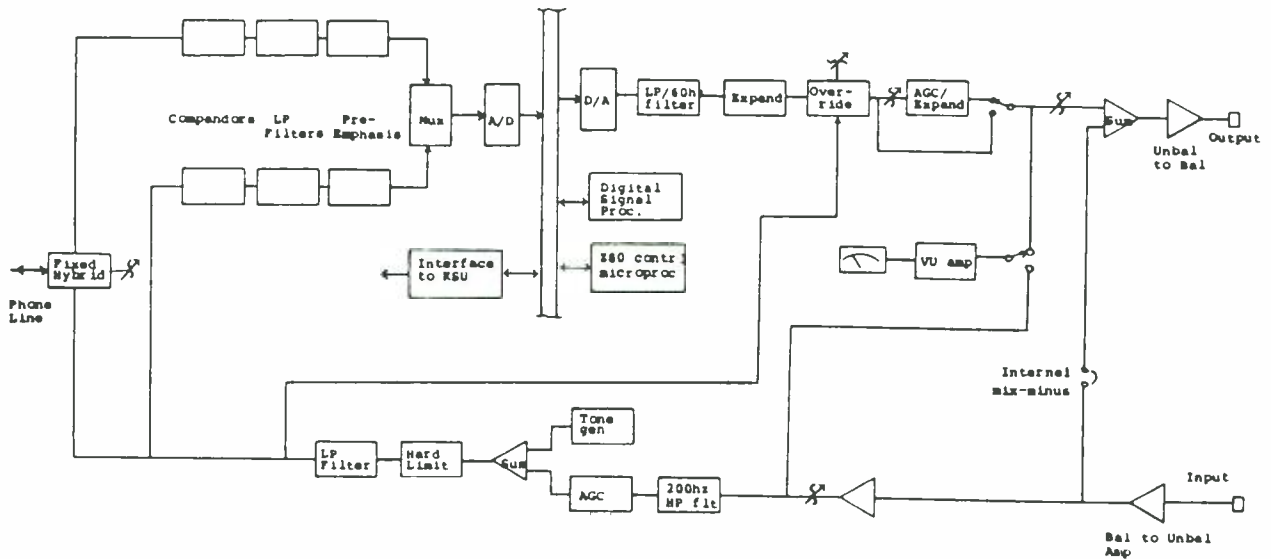 Compandors
LP
Filters
Pre-
Emphasis
Mux
A/D
D/A
LP/60h
filter
Expand
Over-
ride
AGC/
Expand
Sum
Unbal
to Bal
Output
Digital
Signal
Proc.
Fixed
Hybrid
Phone
Line
Interface
to KSU
Z80 contr
microproc
VU amp
Internal
mix-minus
Tone
gen
LP
Filter
Hard
Limit
Sum
AGC
200hz
HP flt
Input
Bal to Unbal
Amp